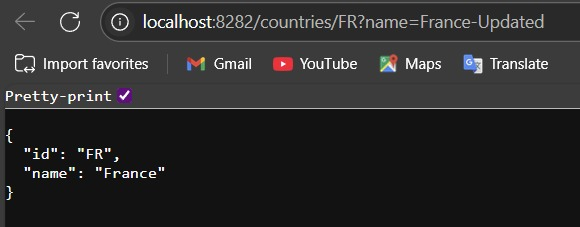 localhost:8282/countries/FR?name=France-Updated
Import favorites Gmail YouTube Maps Translate
Pretty-print
{
"id": "FR",
"name": "France"
}